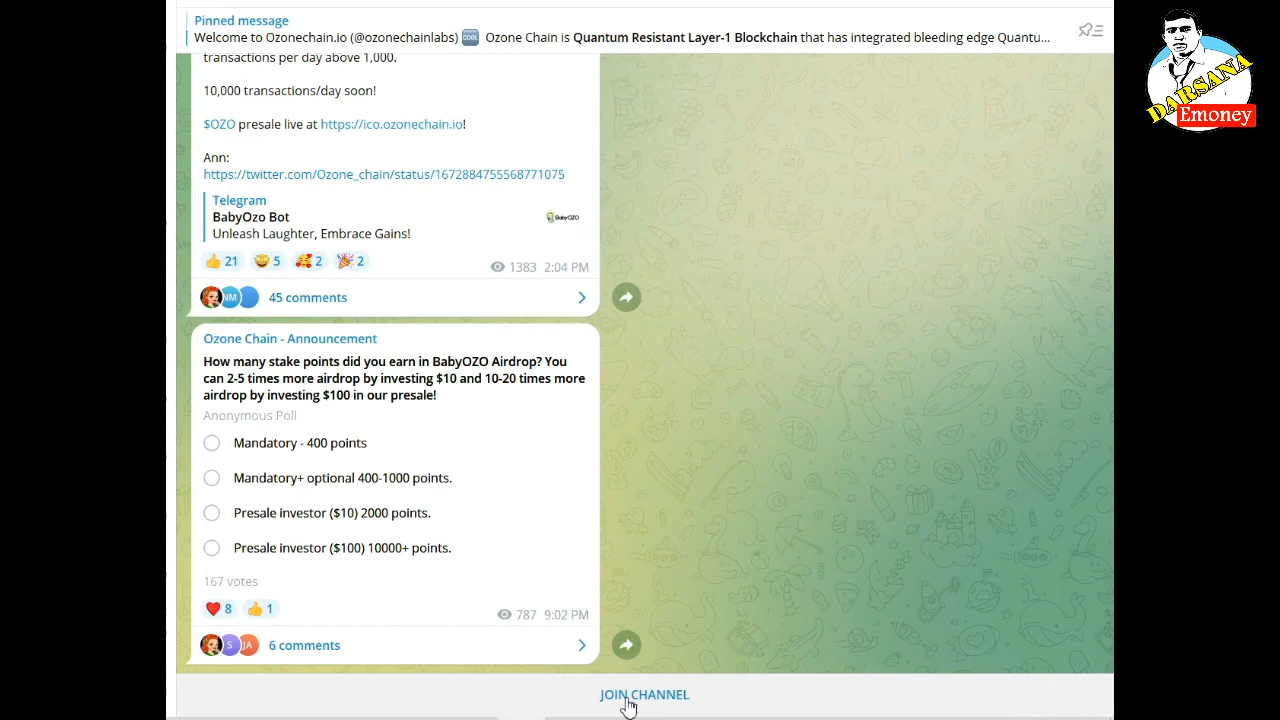 Pinned message
Welcome to Ozonechain.io (@ozonechainlabs) 🆒 Ozone Chain is Quantum Resistant Layer-1 Blockchain that has integrated bleeding edge Quantu...
DARSANA
Emoney
transactions per day above 1,000.
10,000 transactions/day soon!
$OZO presale live at https://ico.ozonechain.io!
Ann:
https://twitter.com/Ozone_chain/status/1672884755568771075
Telegram
BabyOzo Bot
BabyOZO
Unleash Laughter, Embrace Gains!
👍 21 🤣 5 🥰 2 🎉 2
1383 2:04 PM
NM
45 comments
Ozone Chain - Announcement
How many stake points did you earn in BabyOZO Airdrop? You
can 2-5 times more airdrop by investing $10 and 10-20 times more
airdrop by investing $100 in our presale!
Anonymous Poll
Mandatory - 400 points
Mandatory+ optional 400-1000 points.
Presale investor ($10) 2000 points.
Presale investor ($100) 10000+ points.
167 votes
❤️ 8 👍 1
787 9:02 PM
S JA
6 comments
JOIN CHANNEL